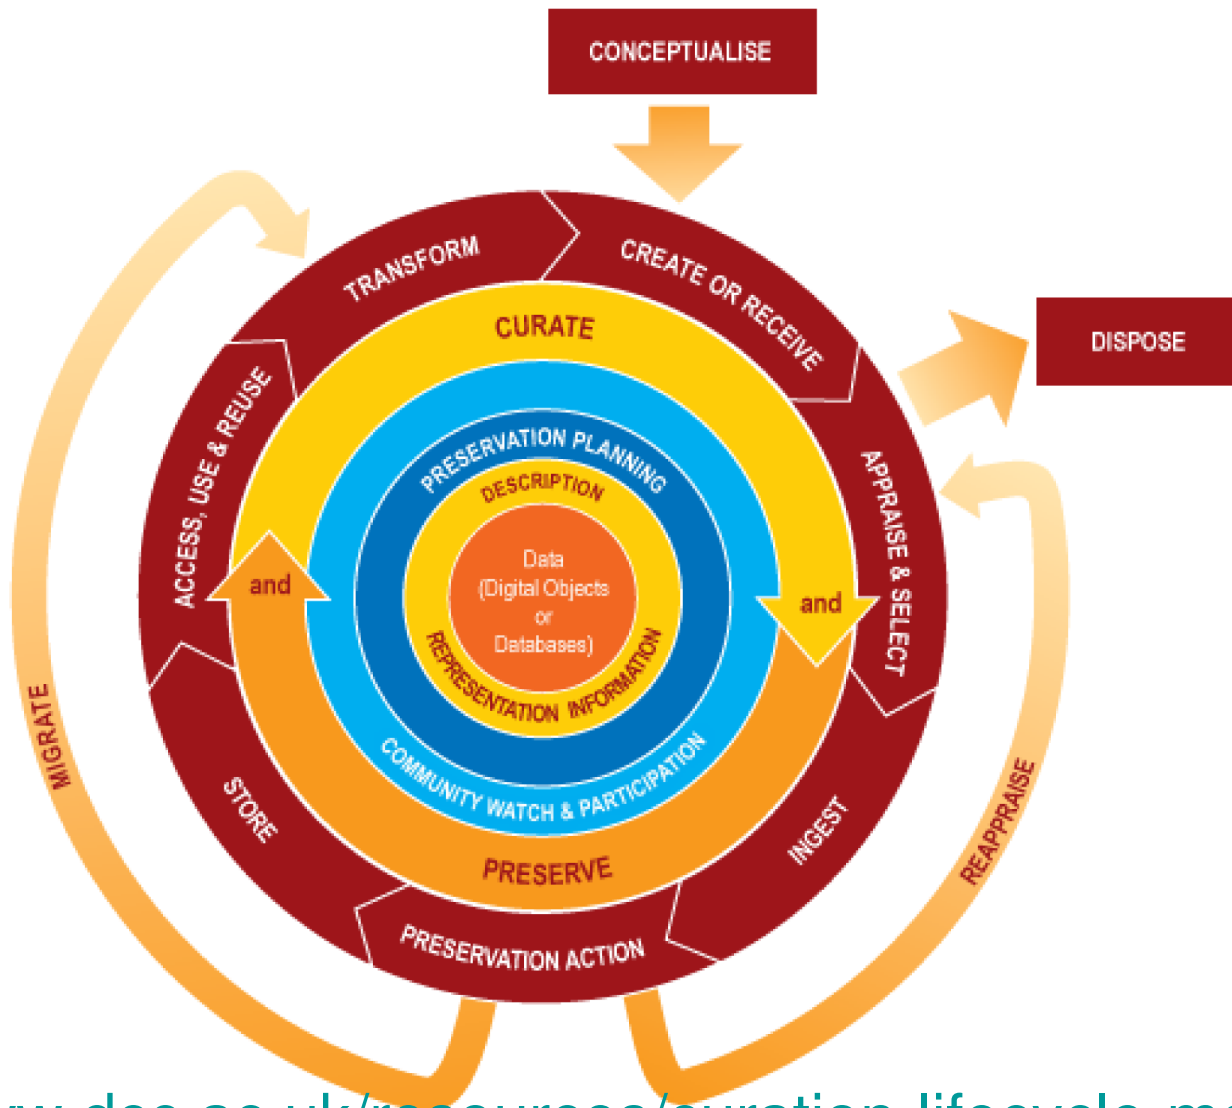 CONCEPTUALISE
TRANSFORM
CREATE OR RECEIVE
CURATE
DISPOSE
ACCESS, USE & REUSE
PRESERVATION PLANNING
APPRAISE & SELECT
DESCRIPTION
Data
(Digital Objects
or
Databases)
and
and
REPRESENTATION INFORMATION
COMMUNITY WATCH & PARTICIPATION
MIGRATE
STORE
INGEST
REAPPRAISE
PRESERVE
PRESERVATION ACTION